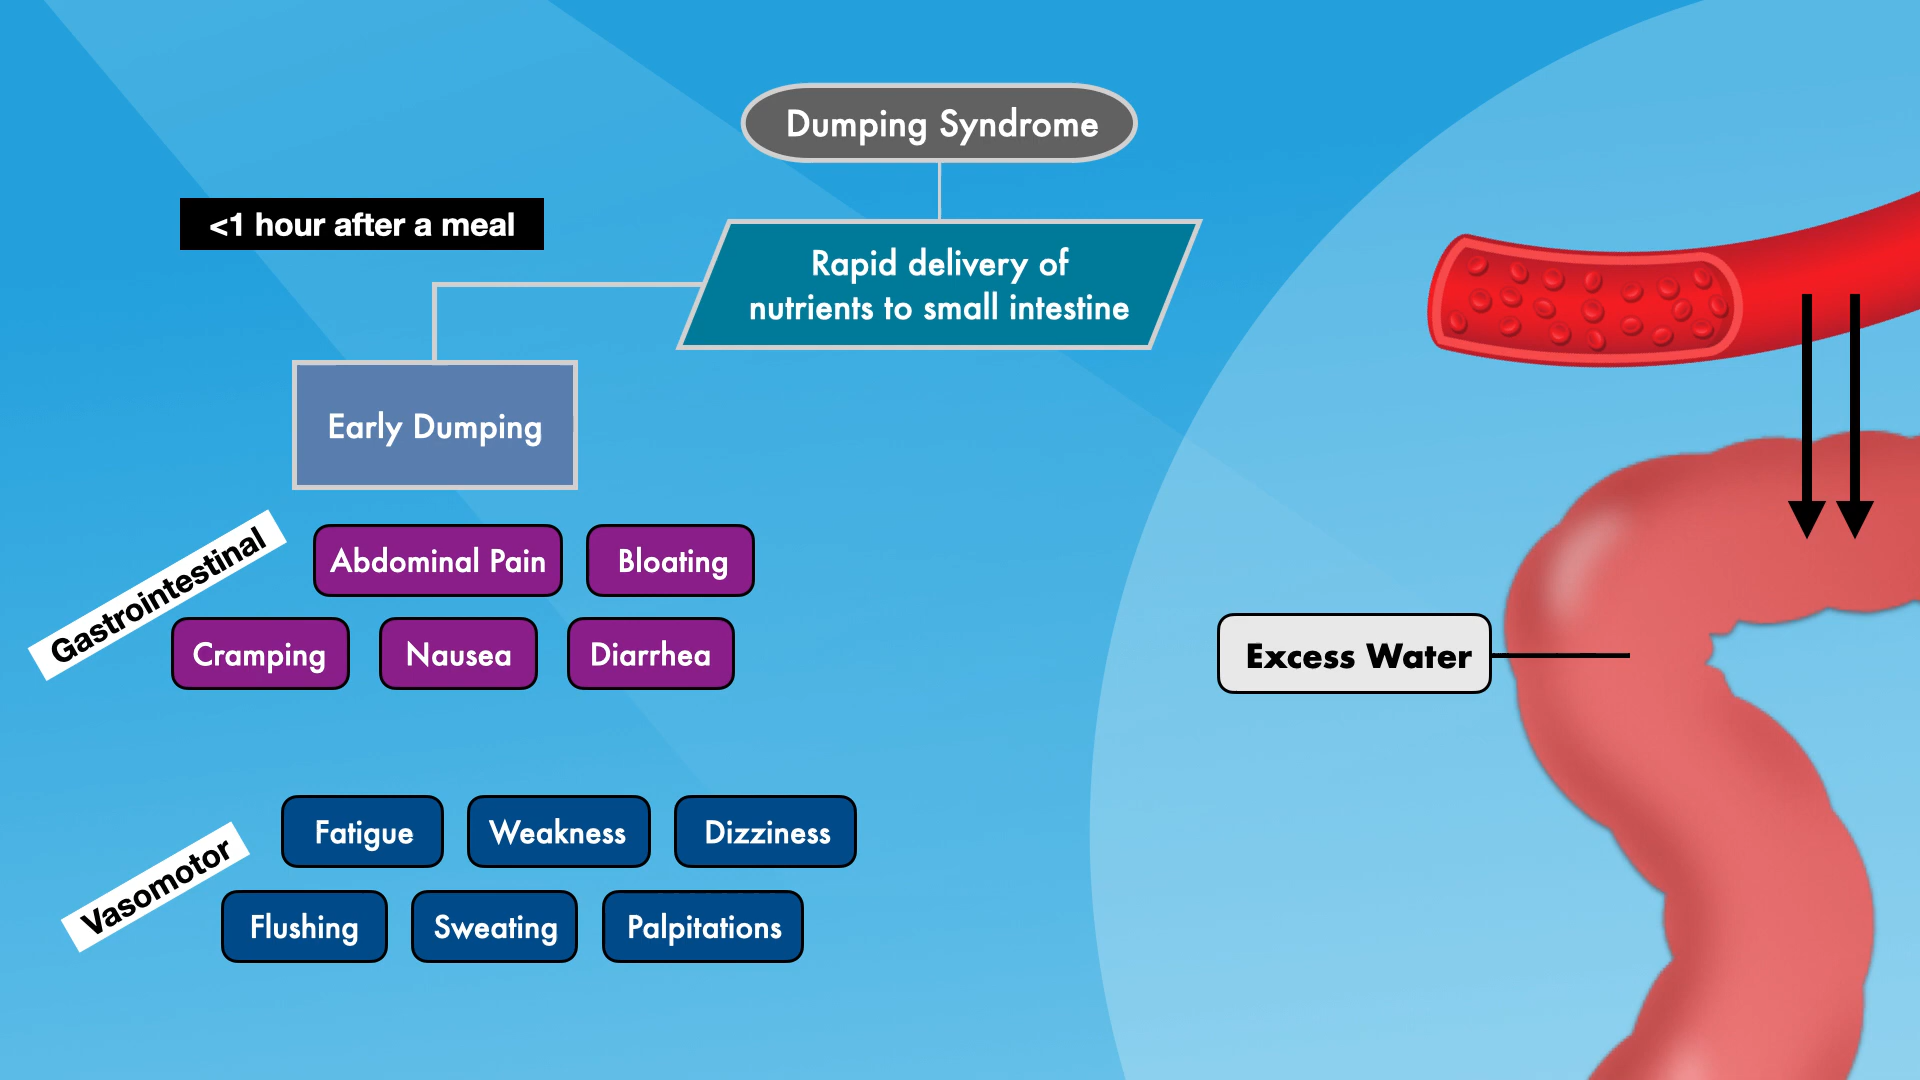 Dumping Syndrome
<1 hour after a meal
Rapid delivery of
nutrients to small intestine
Early Dumping
Gastrointestinal
Abdominal Pain
Bloating
Cramping
Nausea
Diarrhea
Excess Water
Vasomotor
Fatigue
Weakness
Dizziness
Flushing
Sweating
Palpitations